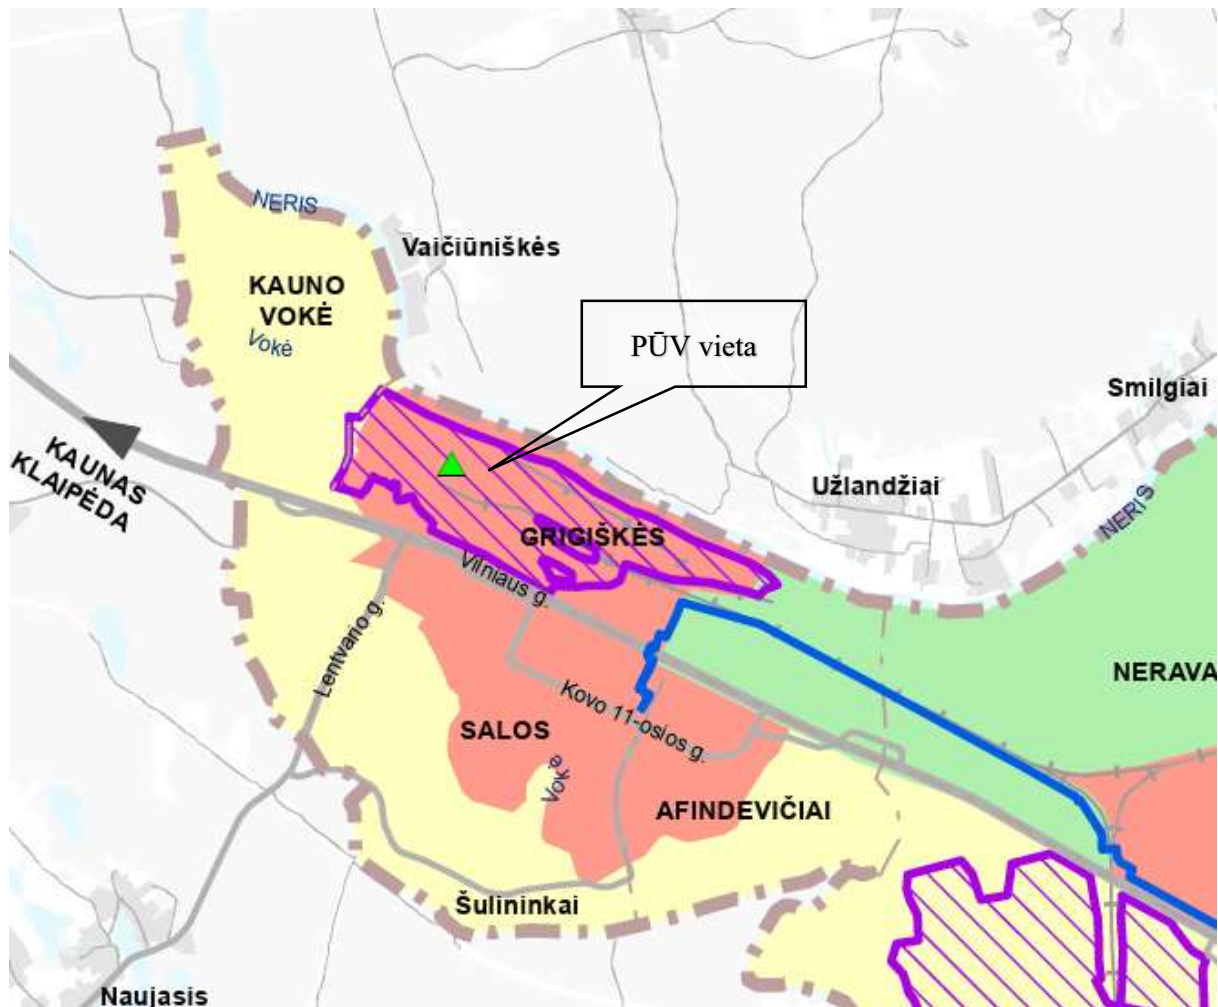 NERIS
Vaičiūniškės
KAUNO
VOKĖ
Vokė
PŪV vieta
Smilgiai
KAUNAS
KLAIPĖDA
Užlandžiai
NERIS
GRIGIŠKĖS
Vilniaus g.
Lentvario g.
NERAVA
Kovo 11-osios g.
SALOS
Vokė
AFINDEVIČIAI
Šulininkai
Naujasis